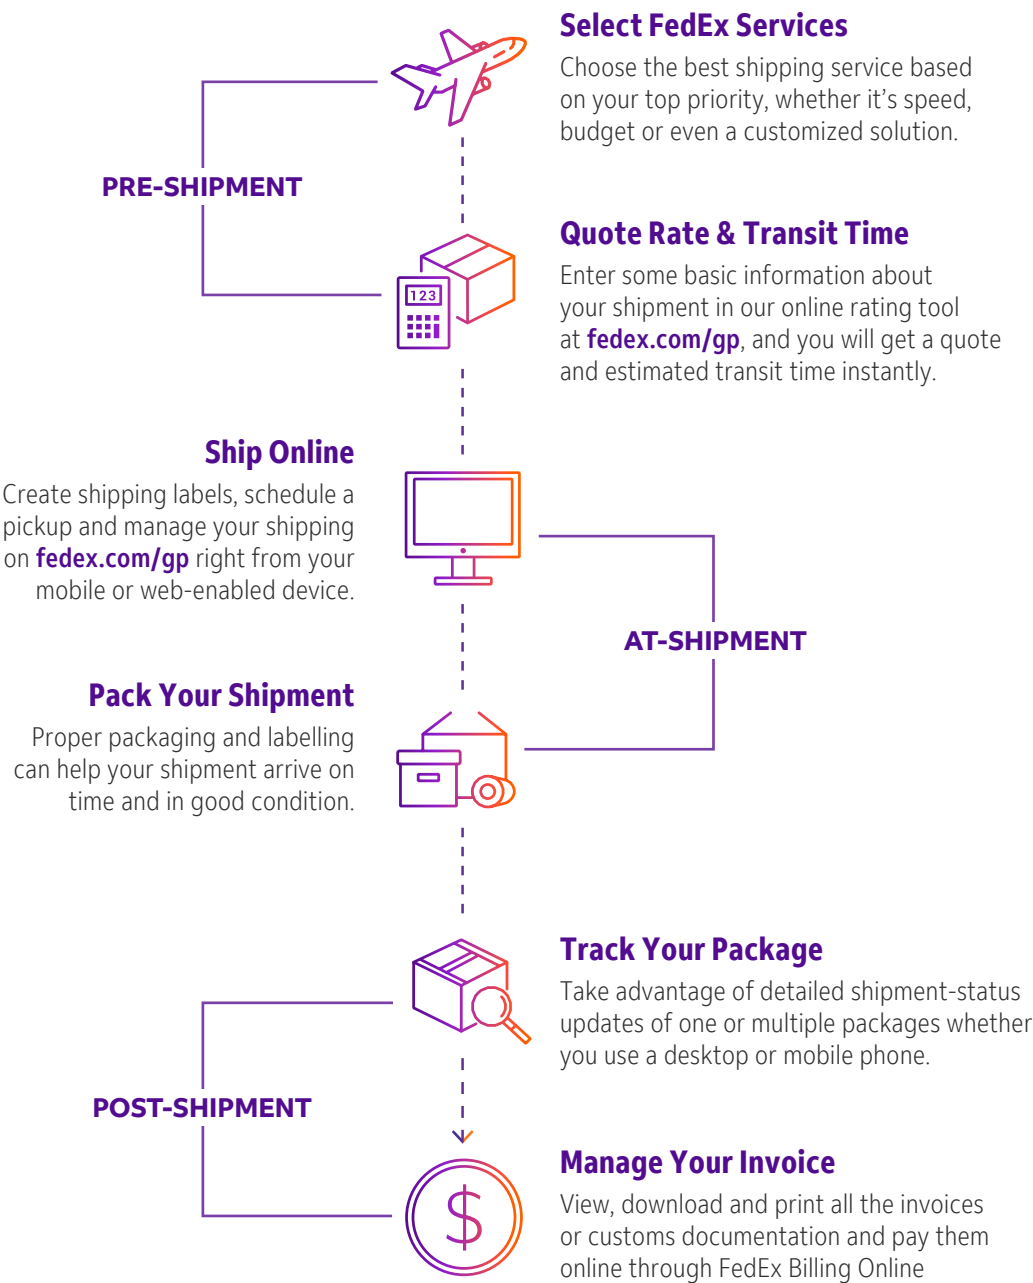 Select FedEx Services
Choose the best shipping service based
on your top priority, whether it’s speed,
budget or even a customized solution.
PRE-SHIPMENT
Quote Rate & Transit Time
Enter some basic information about
your shipment in our online rating tool
at fedex.com/gp, and you will get a quote
and estimated transit time instantly.
123
Ship Online
Create shipping labels, schedule a
pickup and manage your shipping
on fedex.com/gp right from your
mobile or web-enabled device.
AT-SHIPMENT
Pack Your Shipment
Proper packaging and labelling
can help your shipment arrive on
time and in good condition.
Track Your Package
Take advantage of detailed shipment-status
updates of one or multiple packages whether
you use a desktop or mobile phone.
POST-SHIPMENT
Manage Your Invoice
View, download and print all the invoices
or customs documentation and pay them
online through FedEx Billing Online
$